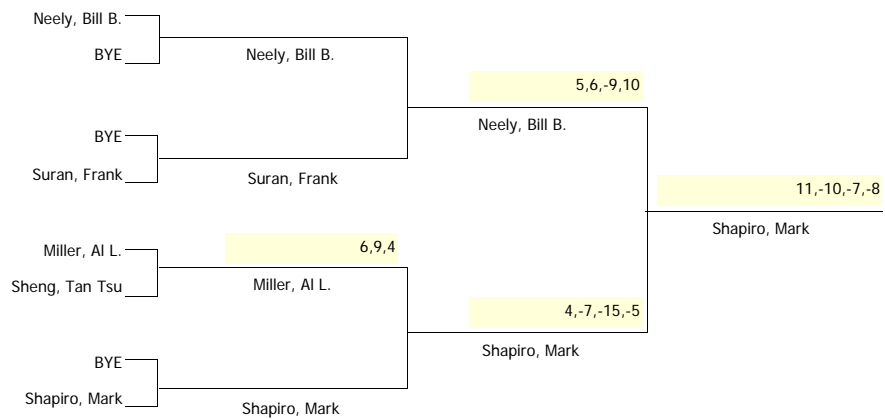 Neely, Bill B.
BYE
Neely, Bill B.
5,6,-9,10
Neely, Bill B.
BYE
Suran, Frank
Suran, Frank
11,-10,-7,-8
Shapiro, Mark
Miller, Al L.
6,9,4
Sheng, Tan Tsu
Miller, Al L.
4,-7,-15,-5
Shapiro, Mark
BYE
Shapiro, Mark
Shapiro, Mark